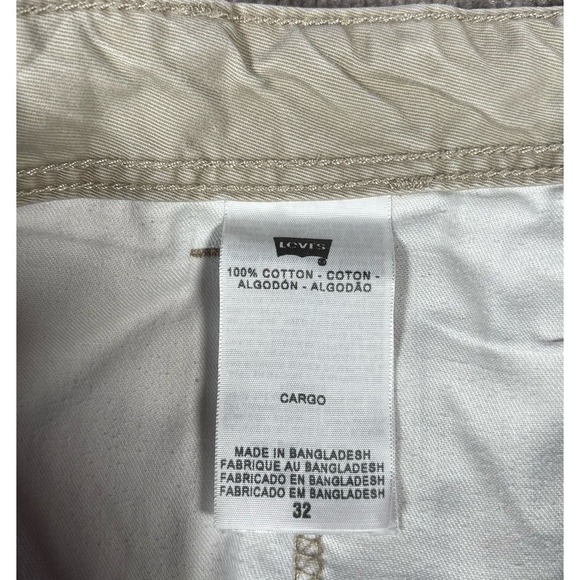 LEVI'S
100% COTTON - COTON -
ALGODÓN - ALGODÃO
CARGO
MADE IN BANGLADESH
FABRIQUE AU BANGLADESH
FABRICADO EN BANGLADESH
FABRICADO EM BANGLADESH
32